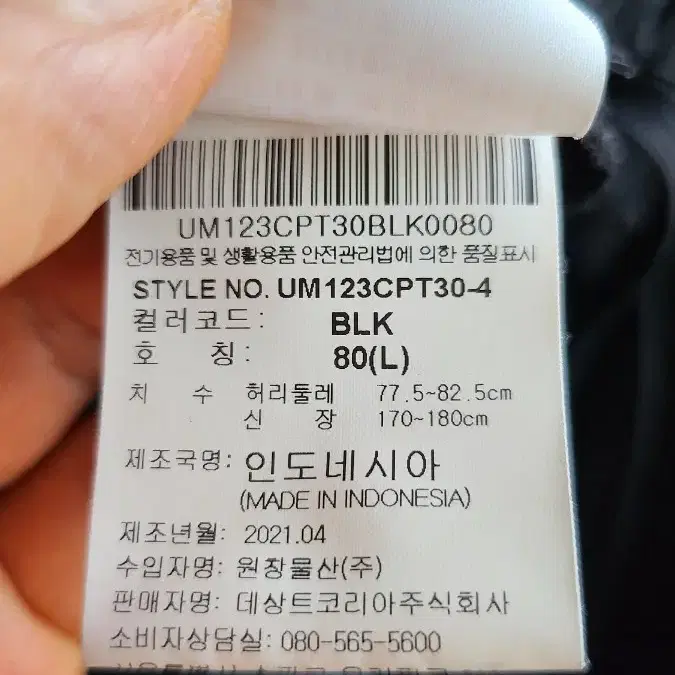 UM123CPT30BLK0080
전기용품 및 생활용품 안전관리법에 의한 품질표시
STYLE NO. UM123CPT30-4
컬러코드: BLK
호 칭: 80(L)
치 수 허리둘레 77.5~82.5cm
신 장 170~180cm
제조국명: 인도네시아
(MADE IN INDONESIA)
제조년월: 2021.04
수입자명: 원창물산(주)
판매자명: 데상트코리아주식회사
소비자상담실: 080-565-5600